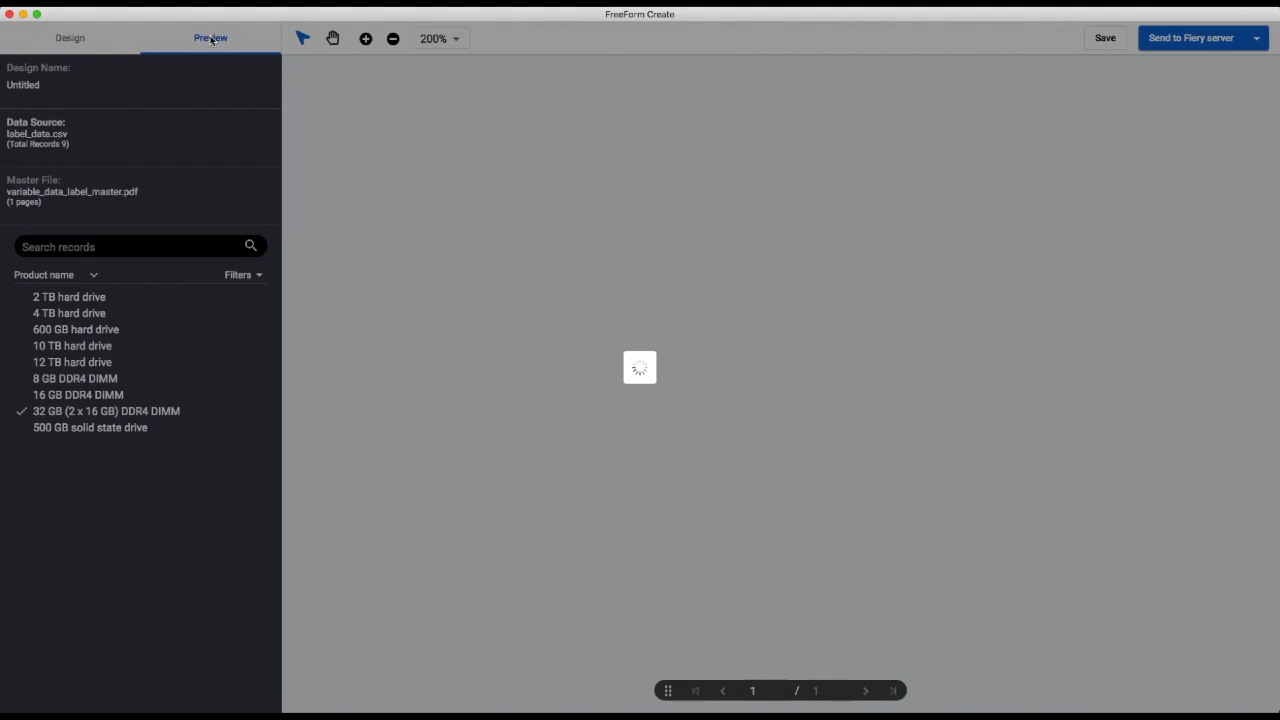 FreeForm Create
Design
Preview
200%
Save
Send to Fiery server
Design Name:
Untitled
Data Source:
label_data.csv
(Total Records 9)
Master File:
variable_data_label_master.pdf
(1 pages)
Search records
Product name
Filters
2 TB hard drive
4 TB hard drive
600 GB hard drive
10 TB hard drive
12 TB hard drive
8 GB DDR4 DIMM
16 GB DDR4 DIMM
32 GB (2 x 16 GB) DDR4 DIMM
500 GB solid state drive
1 / 1